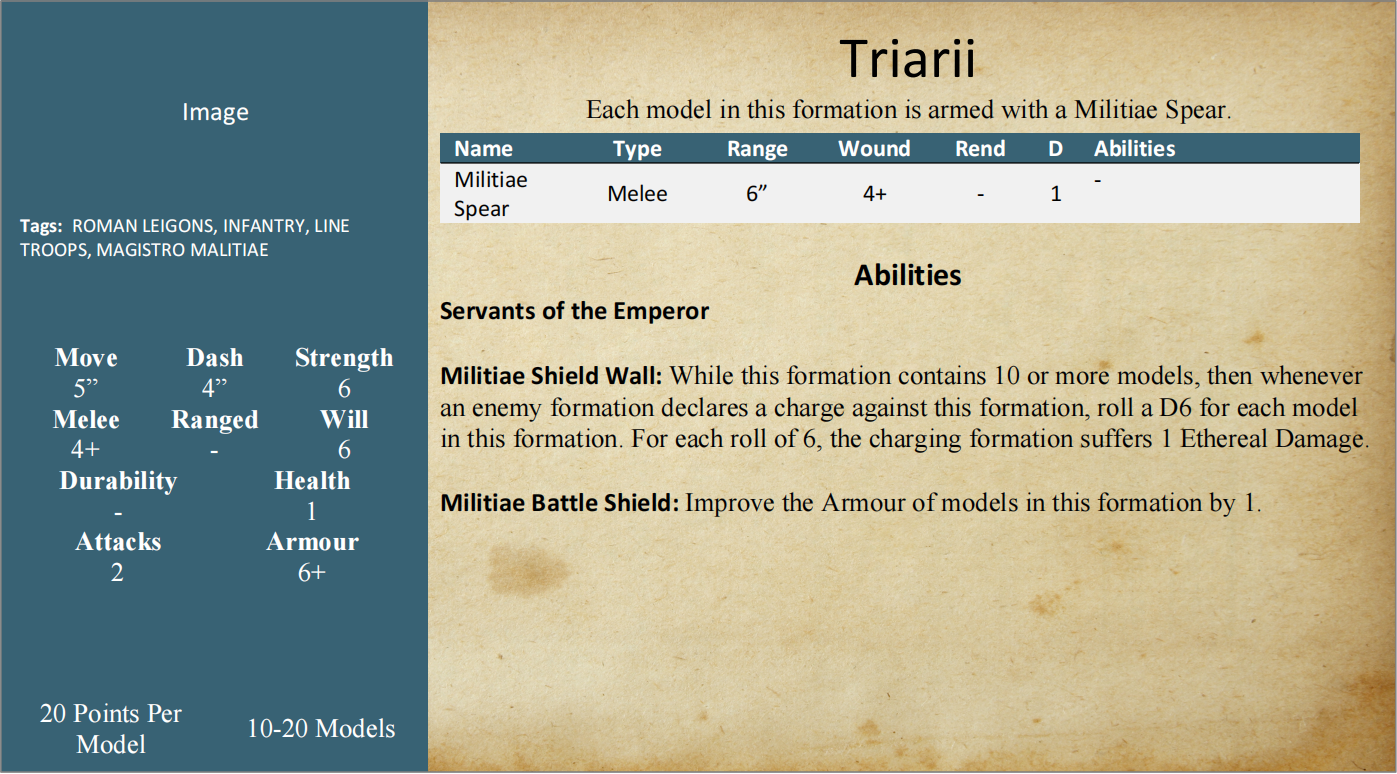 Image
Tags: ROMAN LEIGONS, INFANTRY, LINE
TROOPS, MAGISTRO MALITIAE
Move Dash Strength
5” 4” 6
Melee Ranged Will
4+ - 6
Durability Health
- 1
Attacks Armour
2 6+
20 Points Per
Model
10-20 Models
Triarii
Each model in this formation is armed with a Militiae Spear.
Name Type Range Wound Rend D Abilities
Militiae
Spear
Melee 6” 4+ - 1 -
Abilities
Servants of the Emperor
Militiae Shield Wall: While this formation contains 10 or more models, then whenever
an enemy formation declares a charge against this formation, roll a D6 for each model
in this formation. For each roll of 6, the charging formation suffers 1 Ethereal Damage.
Militiae Battle Shield: Improve the Armour of models in this formation by 1.